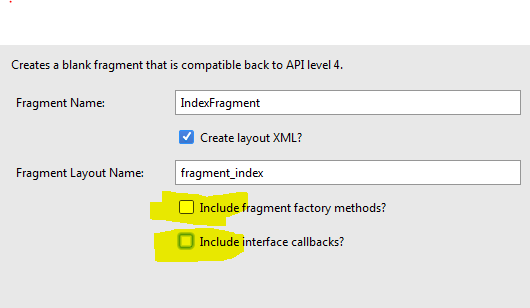 Creates a blank fragment that is compatible back to API level 4.
Fragment Name: IndexFragment
Create layout XML?
Fragment Layout Name: fragment_index
Include fragment factory methods?
Include interface callbacks?